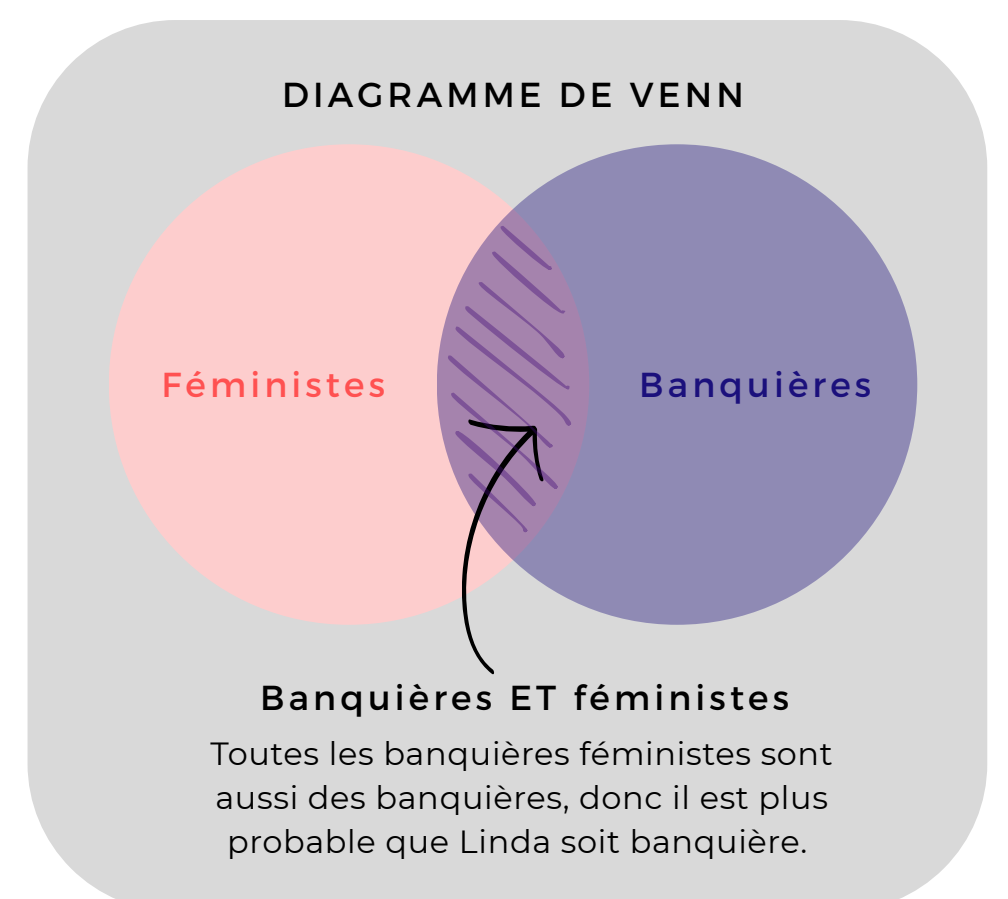 DIAGRAMME DE VENN
Féministes
Banquières
Banquières ET féministes
Toutes les banquières féministes sont
aussi des banquières, donc il est plus
probable que Linda soit banquière.